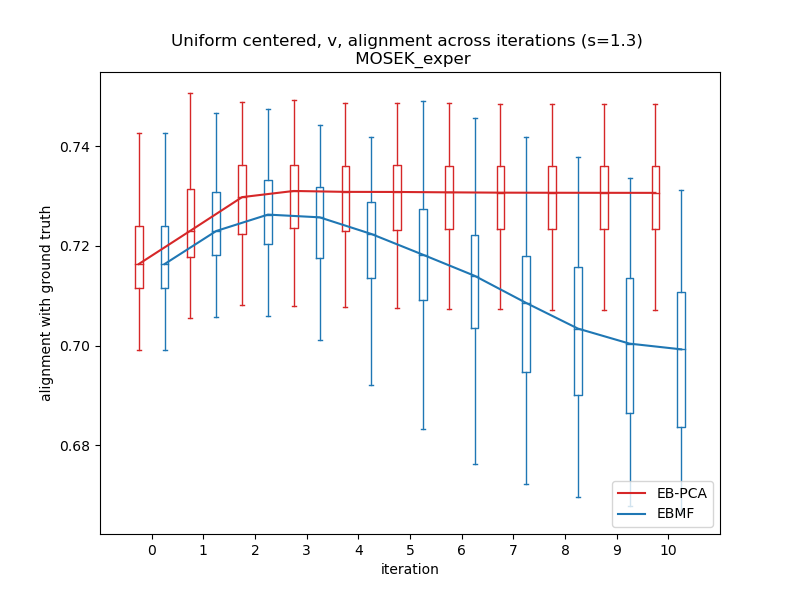 Uniform centered, v, alignment across iterations (s=1.3)
MOSEK_exper
alignment with ground truth
0.74
0.72
0.70
0.68
0 1 2 3 4 5 6 7 8 9 10
iteration
EB-PCA
EBMF